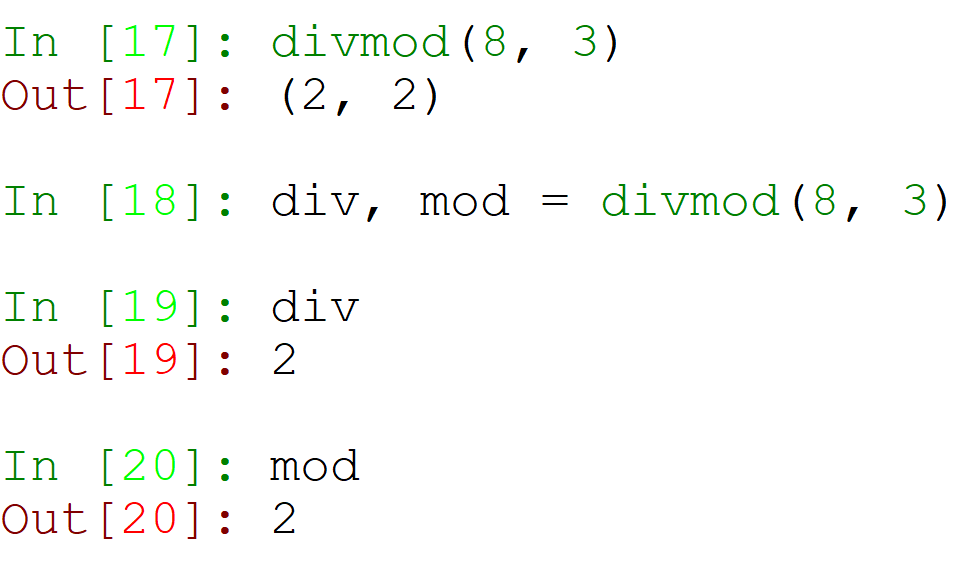 In [17]: divmod(8, 3)
Out[17]: (2, 2)
In [18]: div, mod = divmod(8, 3)
In [19]: div
Out[19]: 2
In [20]: mod
Out[20]: 2